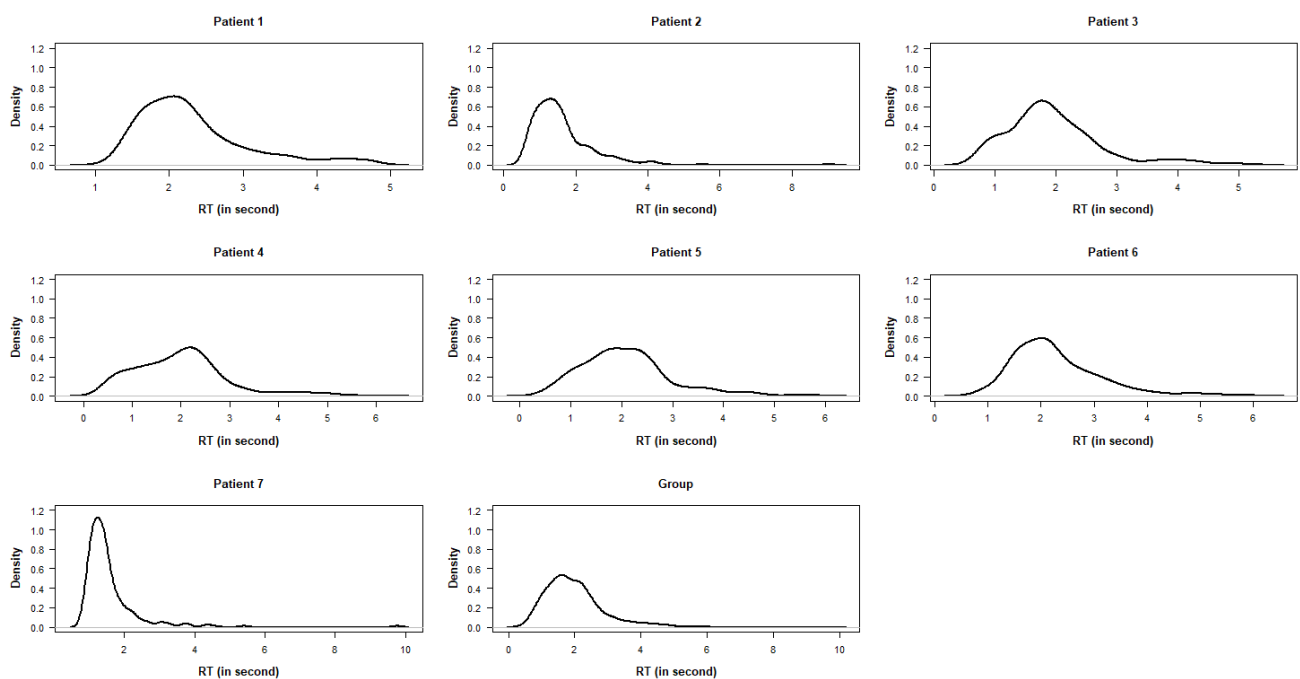 Patient 1
1.2
1.0
0.8
0.6
0.4
0.2
0.0
Density
1 2 3 4 5
RT (in second)
Patient 2
1.2
1.0
0.8
0.6
0.4
0.2
0.0
Density
0 2 4 6 8
RT (in second)
Patient 3
1.2
1.0
0.8
0.6
0.4
0.2
0.0
Density
0 1 2 3 4 5
RT (in second)
Patient 4
1.2
1.0
0.8
0.6
0.4
0.2
0.0
Density
0 1 2 3 4 5 6
RT (in second)
Patient 5
1.2
1.0
0.8
0.6
0.4
0.2
0.0
Density
0 1 2 3 4 5 6
RT (in second)
Patient 6
1.2
1.0
0.8
0.6
0.4
0.2
0.0
Density
0 1 2 3 4 5 6
RT (in second)
Patient 7
1.2
1.0
0.8
0.6
0.4
0.2
0.0
Density
2 4 6 8 10
RT (in second)
Group
1.2
1.0
0.8
0.6
0.4
0.2
0.0
Density
0 2 4 6 8 10
RT (in second)